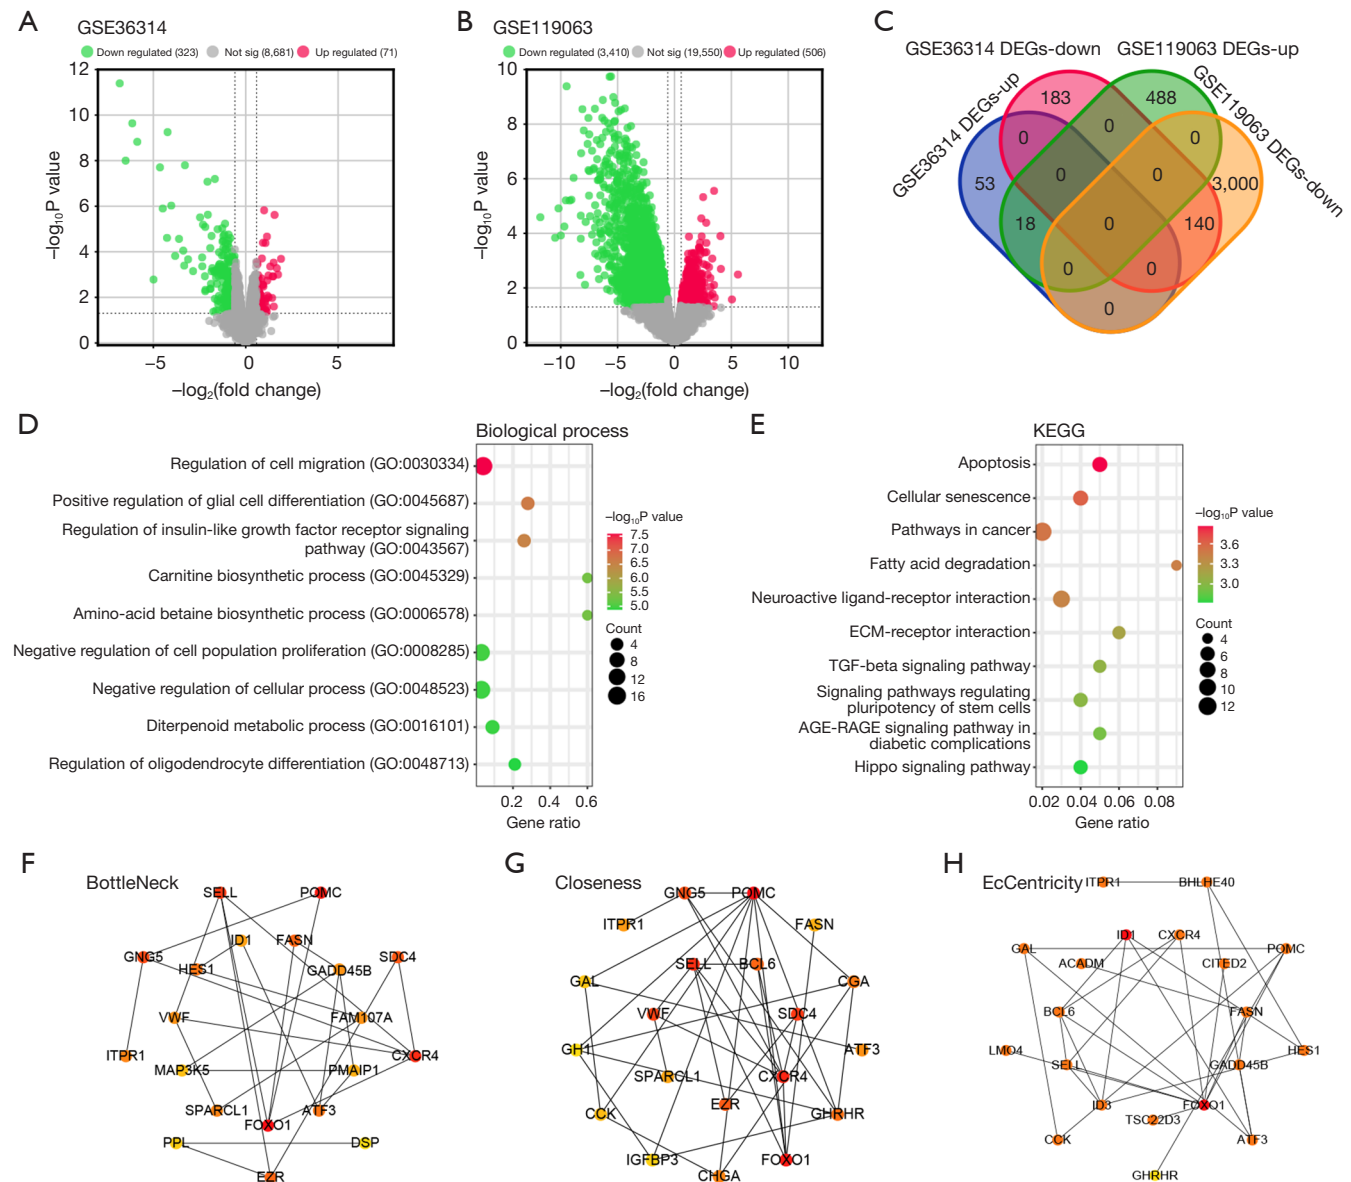 A
GSE36314
Down regulated (323) Not sig (8,681) Up regulated (71)
12
10
8
6
4
2
0
–log10P value
−5 0 5
–log2(fold change)
B
GSE119063
Down regulated (3,410) Not sig (19,550) Up regulated (506)
10
8
6
4
2
0
–log10P value
−10 −5 0 5 10
–log2(fold change)
C
GSE36314 DEGs-down GSE119063 DEGs-up
GSE36314 DEGs-up
GSE119063 DEGs-down
183 488
0 0 0
53 0 0 3,000
18 0 140
0 0
0
D
Biological process
Regulation of cell migration (GO:0030334)
Positive regulation of glial cell differentiation (GO:0045687)
Regulation of insulin-like growth factor receptor signaling
pathway (GO:0043567)
Carnitine biosynthetic process (GO:0045329)
Amino-acid betaine biosynthetic process (GO:0006578)
Negative regulation of cell population proliferation (GO:0008285)
Negative regulation of cellular process (GO:0048523)
Diterpenoid metabolic process (GO:0016101)
Regulation of oligodendrocyte differentiation (GO:0048713)
0.2 0.4 0.6
Gene ratio
–log10P value
7.5
7.0
6.5
6.0
5.5
5.0
Count
4
8
12
16
E
KEGG
Apoptosis
Cellular senescence
Pathways in cancer
Fatty acid degradation
Neuroactive ligand-receptor interaction
ECM-receptor interaction
TGF-beta signaling pathway
Signaling pathways regulating
pluripotency of stem cells
AGE-RAGE signaling pathway in
diabetic complications
Hippo signaling pathway
0.02 0.04 0.06 0.08
Gene ratio
–log10P value
3.6
3.3
3.0
Count
4
6
8
10
12
F
BottleNeck
SELL POMC
ID1 FASN
GNG5 HES1 GADD45B SDC4
VWF FAM107A
ITPR1 CXCR4
MAP3K5 PMAIP1
SPARCL1 ATF3
FOXO1
PPL DSP
EZR
G
Closeness
GNG5 POMC
ITPR1 FASN
SELL BCL6
GAL CGA
VWF SDC4
GH1 ATF3
SPARCL1 CXCR4
CCK EZR GHRHR
IGFBP3 FOXO1
CHGA
H
EcCentricity
ITPR1 BHLHE40
ID1 CXCR4
GAL POMC
ACADM CITED2
BCL6 FASN
LMO4 HES1
SELL GADD45B
ID3 FOXO1
TSC22D3
CCK ATF3
GHRHR